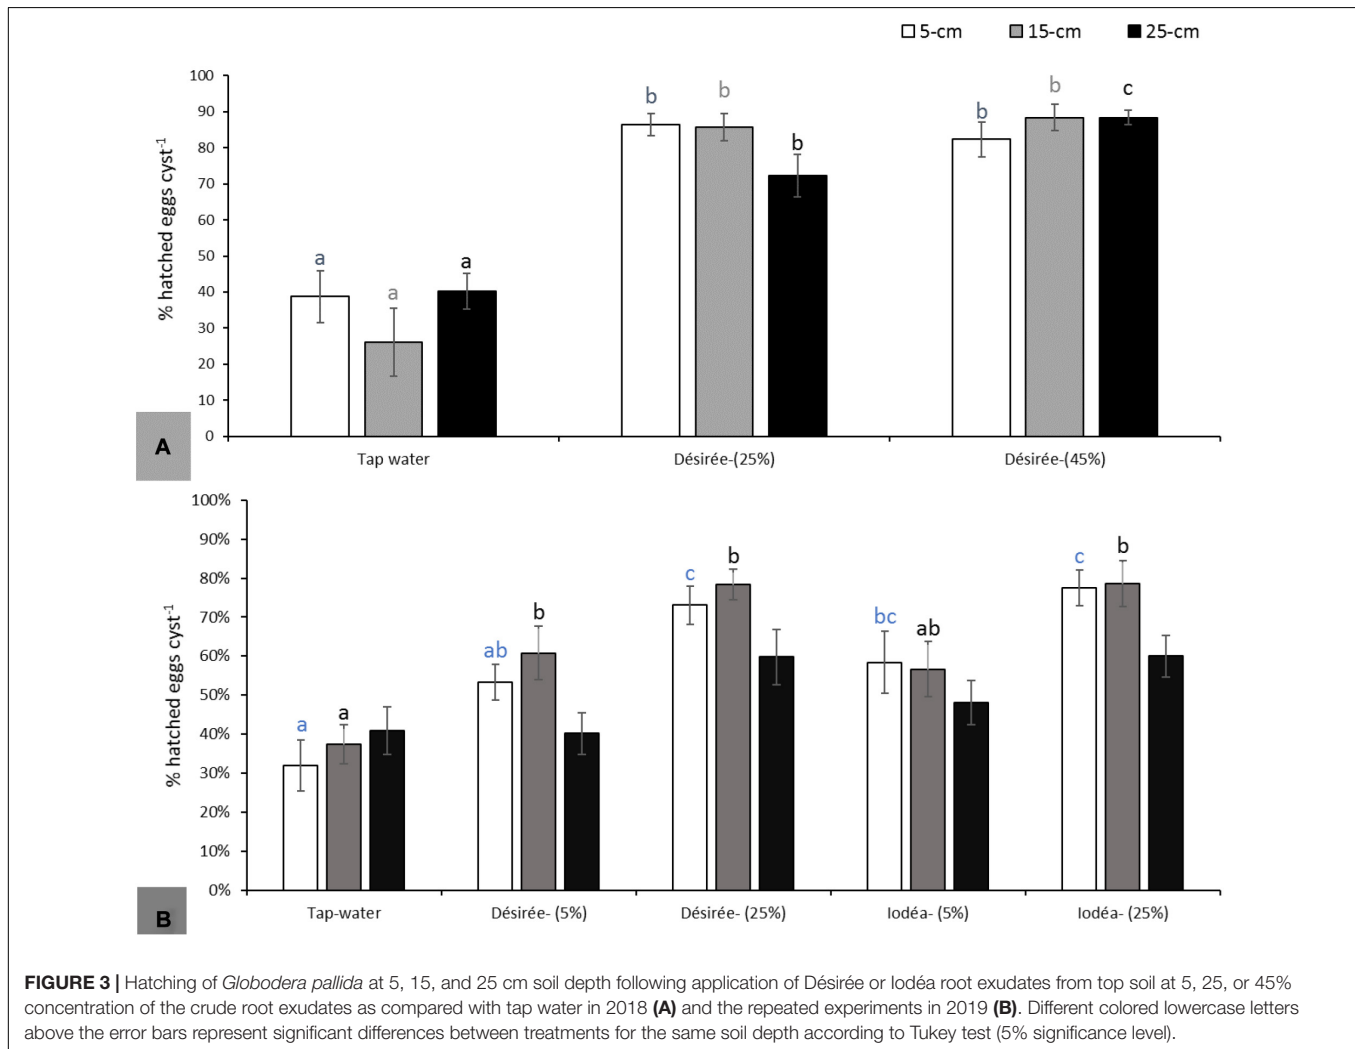 5-cm 15-cm 25-cm
% hatched eggs cyst⁻¹
100
90
80
70
60
50
40
30
20
10
0
a a a
b b b
b b c
Tap water Désirée-(25%) Désirée-(45%)
A
% hatched eggs cyst⁻¹
100%
90%
80%
70%
60%
50%
40%
30%
20%
10%
0%
a a
ab b
c b
bc ab
c b
Tap-water Désirée- (5%) Désirée- (25%) Iodéa- (5%) Iodéa- (25%)
B
FIGURE 3 | Hatching of Globodera pallida at 5, 15, and 25 cm soil depth following application of Désirée or Iodéa root exudates from top soil at 5, 25, or 45%
concentration of the crude root exudates as compared with tap water in 2018 (A) and the repeated experiments in 2019 (B). Different colored lowercase letters
above the error bars represent significant differences between treatments for the same soil depth according to Tukey test (5% significance level).